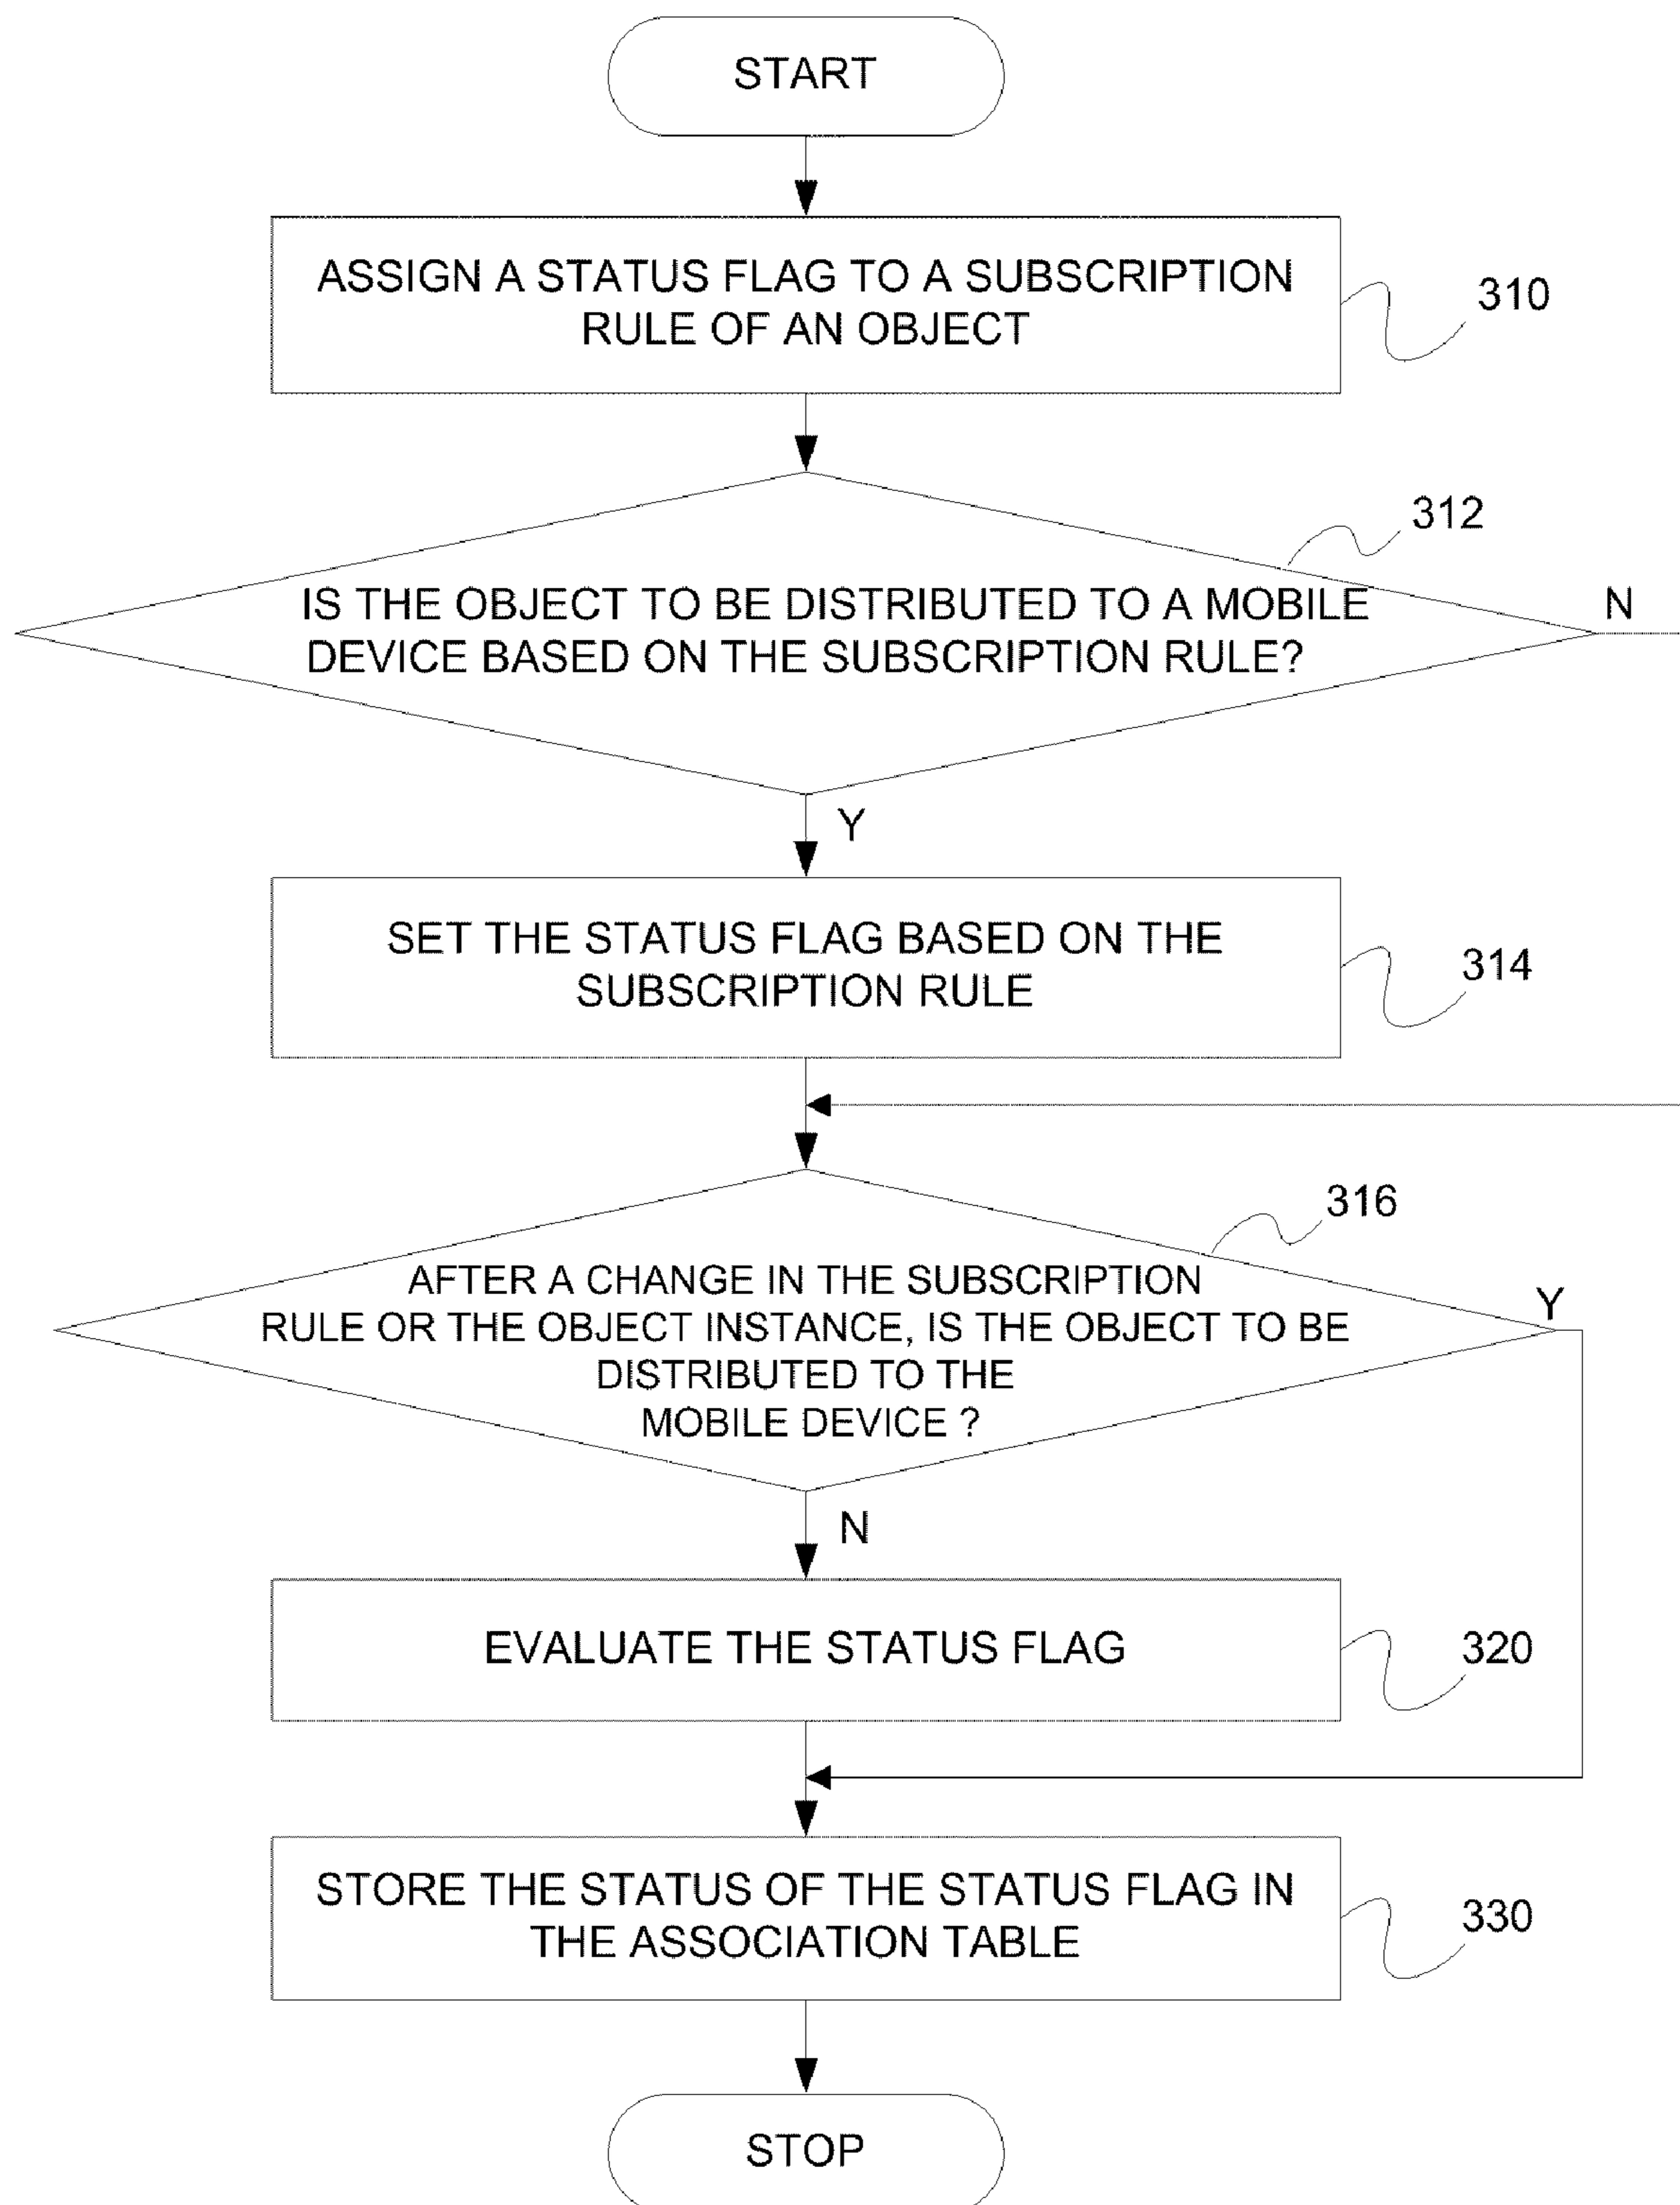 START
ASSIGN A STATUS FLAG TO A SUBSCRIPTION
RULE OF AN OBJECT
310
312
IS THE OBJECT TO BE DISTRIBUTED TO A MOBILE
DEVICE BASED ON THE SUBSCRIPTION RULE?
N
Y
SET THE STATUS FLAG BASED ON THE
SUBSCRIPTION RULE
314
316
AFTER A CHANGE IN THE SUBSCRIPTION
RULE OR THE OBJECT INSTANCE, IS THE OBJECT TO BE
DISTRIBUTED TO THE
MOBILE DEVICE ?
Y
N
EVALUATE THE STATUS FLAG
320
STORE THE STATUS OF THE STATUS FLAG IN
THE ASSOCIATION TABLE
330
STOP